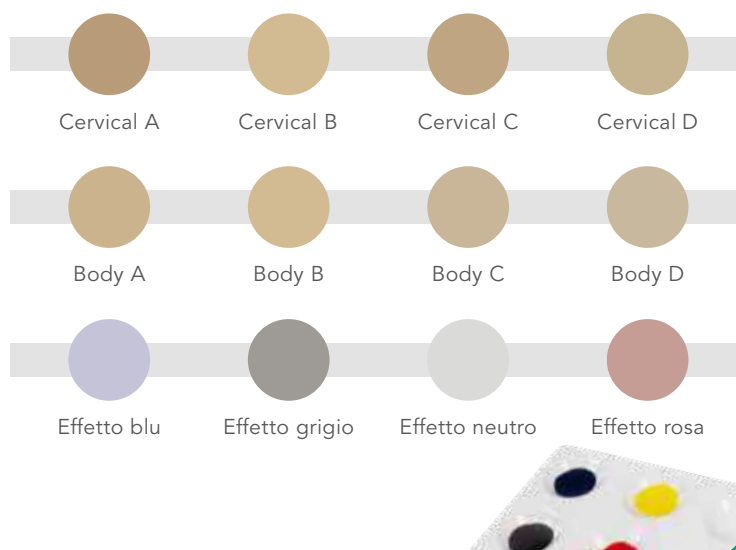 Cervical A
Cervical B
Cervical C
Cervical D
Body A
Body B
Body C
Body D
Effetto blu
Effetto grigio
Effetto neutro
Effetto rosa